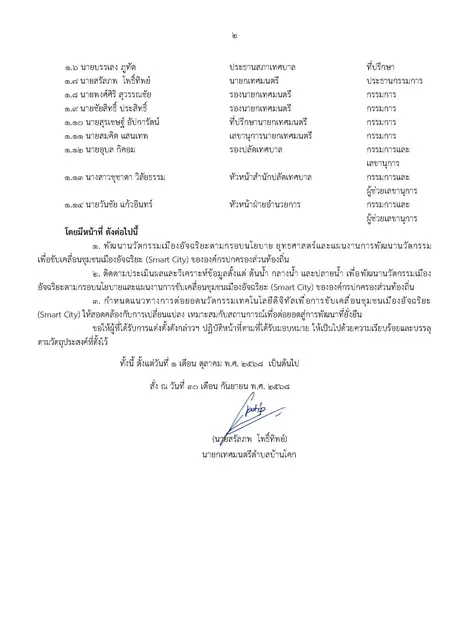 ๒
๑.๖ นายบรรเลง ภูทัต ประธานสภาเทศบาล ที่ปรึกษา
๑.๗ นายสรัลภพ โพธิ์ทิพย์ นายกเทศมนตรี ประธานกรรมการ
๑.๘ นายพงศ์ศิริ สุวรรณชัย รองนายกเทศมนตรี กรรมการ
๑.๙ นายชัยสิทธิ์ ประสิทธิ์ รองนายกเทศมนตรี กรรมการ
๑.๑๐ นายสุรเชษฐ์ อัปการัตน์ ที่ปรึกษานายกเทศมนตรี กรรมการ
๑.๑๑ นายสมคิด แสนเทพ เลขานุการนายกเทศมนตรี กรรมการ
๑.๑๒ นายอุบล กิคอม รองปลัดเทศบาล กรรมการและ
เลขานุการ
๑.๑๓ นางสาวชุชาดา วิสัยธรรม หัวหน้าสำนักปลัดเทศบาล กรรมการและ
ผู้ช่วยเลขานุการ
๑.๑๔ นายวันชัย แก้วอินทร์ หัวหน้าฝ่ายอำนวยการ กรรมการและ
ผู้ช่วยเลขานุการ
โดยมีหน้าที่ ดังต่อไปนี้
๑. พัฒนานวัตกรรมเมืองอัจฉริยะตามกรอบนโยบาย ยุทธศาสตร์และแผนงานการพัฒนานวัตกรรม
เพื่อขับเคลื่อนชุมชนเมืองอัจฉริยะ (Smart City) ขององค์กรปกครองส่วนท้องถิ่น
๒. ติดตามประเมินผลและวิเคราะห์ข้อมูลตั้งแต่ ต้นน้ำ กลางน้ำ และปลายน้ำ เพื่อพัฒนานวัตกรรมเมือง
อัจฉริยะตามกรอบนโยบายและแผนงานการขับเคลื่อนชุมชนเมืองอัจฉริยะ (Smart City) ขององค์กรปกครองส่วนท้องถิ่น
๓. กำหนดแนวทางการต่อยอดนวัตกรรมเทคโนโลยีดิจิทัลเพื่อการขับเคลื่อนชุมชนเมืองอัจฉริยะ
(Smart City) ให้สอดคล้องกับการเปลี่ยนแปลง เหมาะสมกับสถานการณ์เพื่อต่อยอดสู่การพัฒนาที่ยั่งยืน
ขอให้ผู้ที่ได้รับการแต่งตั้งดังกล่าวฯ ปฏิบัติหน้าที่ตามที่ได้รับมอบหมาย ให้เป็นไปด้วยความเรียบร้อยและบรรลุ
ตามวัตถุประสงค์ที่ตั้งไว้
ทั้งนี้ ตั้งแต่วันที่ ๑ เดือน ตุลาคม พ.ศ. ๒๕๖๘ เป็นต้นไป
สั่ง ณ วันที่ ๓๐ เดือน กันยายน พ.ศ. ๒๕๖๘
(นายสรัลภพ โพธิ์ทิพย์)
นายกเทศมนตรีตำบลบ้านโคก